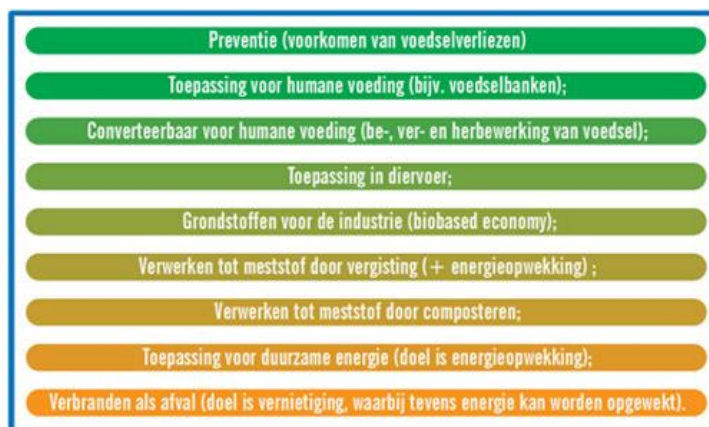 Preventie (voorkomen van voedselverliezen)
Toepassing voor humane voeding (bijv. voedselbanken);
Converteerbaar voor humane voeding (be-, ver- en herbewerking van voedsel);
Toepassing in diervoer;
Grondstoffen voor de industrie (biobased economy);
Verwerken tot meststof door vergisting (+ energieopwekking) ;
Verwerken tot meststof door composteren;
Toepassing voor duurzame energie (doel is energieopwekking);
Verbranden als afval (doel is vernietiging, waarbij tevens energie kan worden opgewekt).